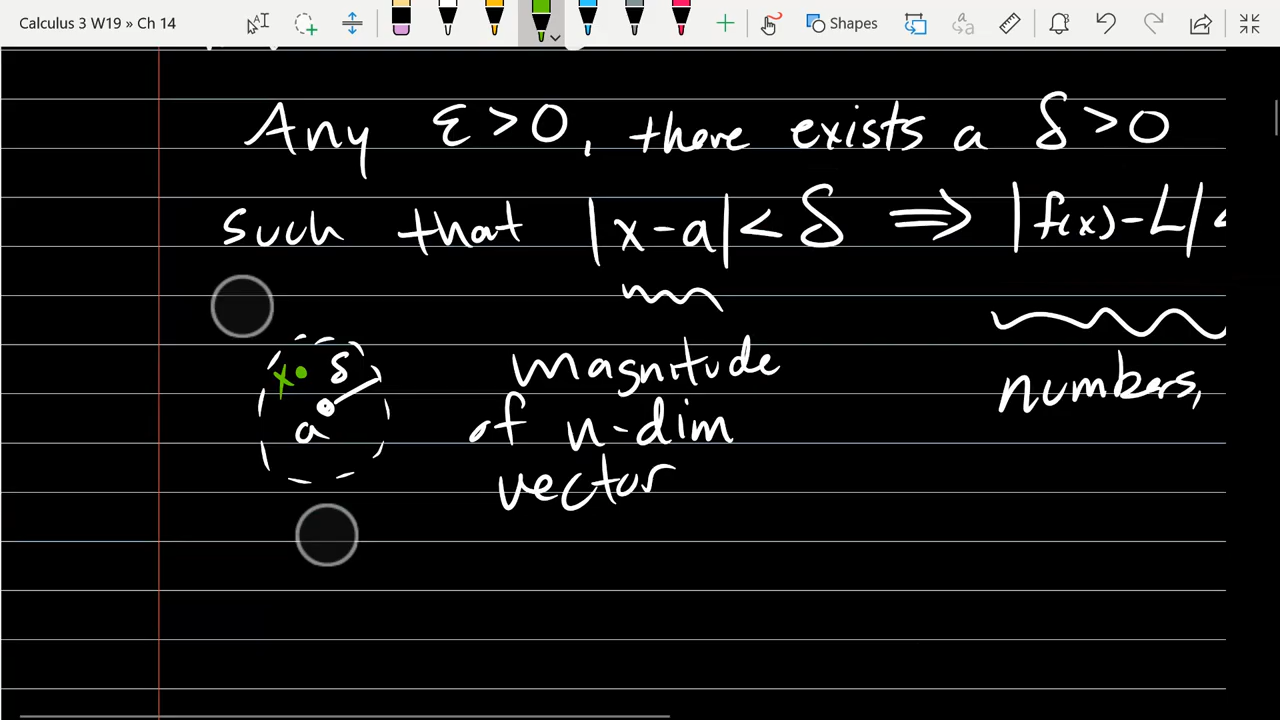 Calculus 3 W19 » Ch 14
Shapes
Any ε > 0, there exists a δ > 0
such that |x - a| < δ ⟹ |f(x) - L| <
x δ
a
magnitude
of n-dim
vector
numbers,